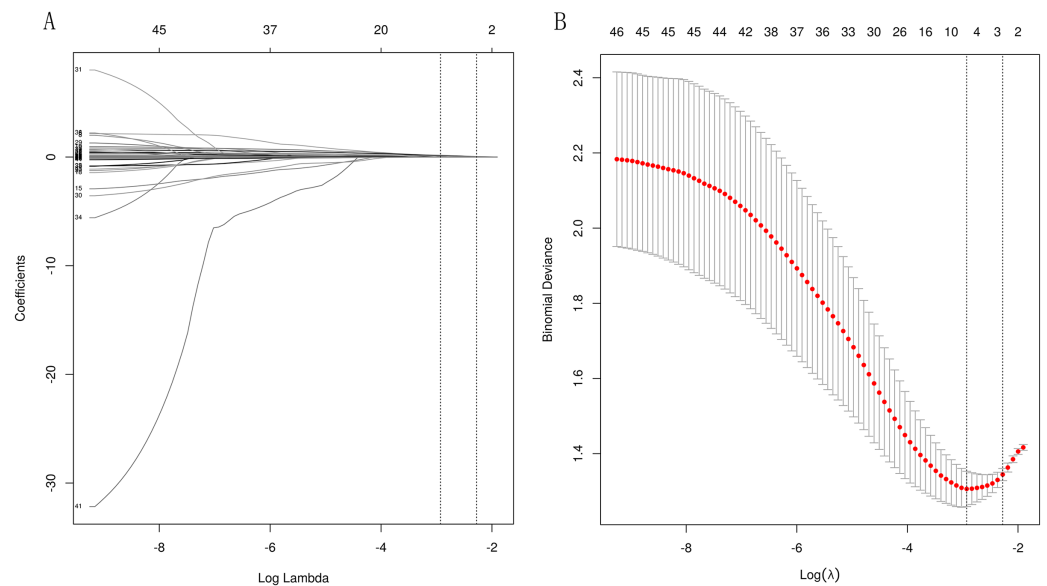 A
45 37 20 2
31
15
30
34
41
0
-10
-20
-30
Coefficients
-8 -6 -4 -2
Log Lambda
B
46 45 45 45 44 42 38 37 36 33 30 26 16 10 4 3 2
2.4
2.2
2.0
1.8
1.6
1.4
Binomial Deviance
-8 -6 -4 -2
Log(λ)